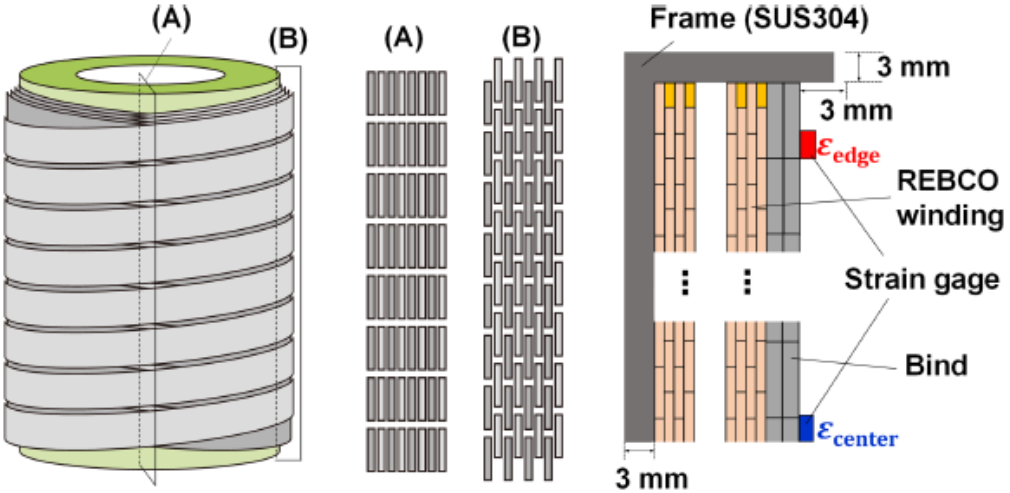 (A)
(B)
(A)
(B)
Frame (SUS304)
3 mm
3 mm
εedge
REBCO
winding
Strain gage
Bind
εcenter
3 mm